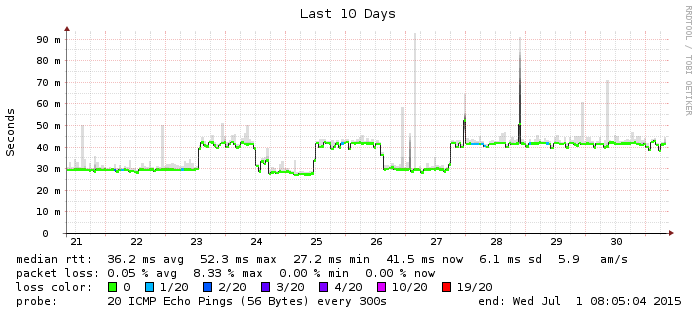 Last 10 Days
RRDTOOL / TOBI OETIKER
Seconds
90 m
80 m
70 m
60 m
50 m
40 m
30 m
20 m
10 m
0
21 22 23 24 25 26 27 28 29 30
median rtt: 36.2 ms avg 52.3 ms max 27.2 ms min 41.5 ms now 6.1 ms sd 5.9 am/s
packet loss: 0.05 % avg 8.33 % max 0.00 % min 0.00 % now
loss color: 0 1/20 2/20 3/20 4/20 10/20 19/20
probe: 20 ICMP Echo Pings (56 Bytes) every 300s end: Wed Jul 1 08:05:04 2015